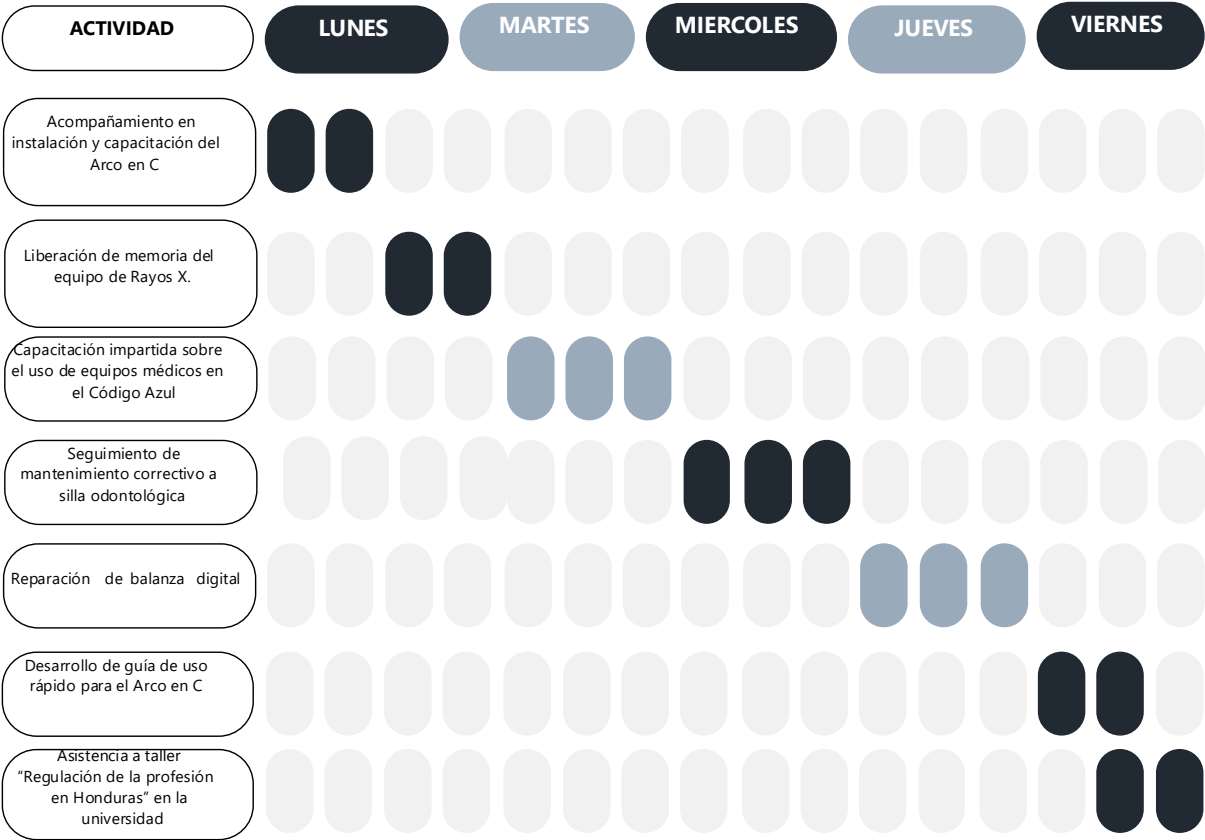 ACTIVIDAD
LUNES
MARTES
MIERCOLES
JUEVES
VIERNES
Acompañamiento en
instalación y capacitación del
Arco en C
Liberación de memoria del
equipo de Rayos X.
Capacitación impartida sobre
el uso de equipos médicos en
el Código Azul
Seguimiento de
mantenimiento correctivo a
silla odontológica
Reparación de balanza digital
Desarrollo de guía de uso
rápido para el Arco en C
Asistencia a taller
“Regulación de la profesión
en Honduras” en la
universidad